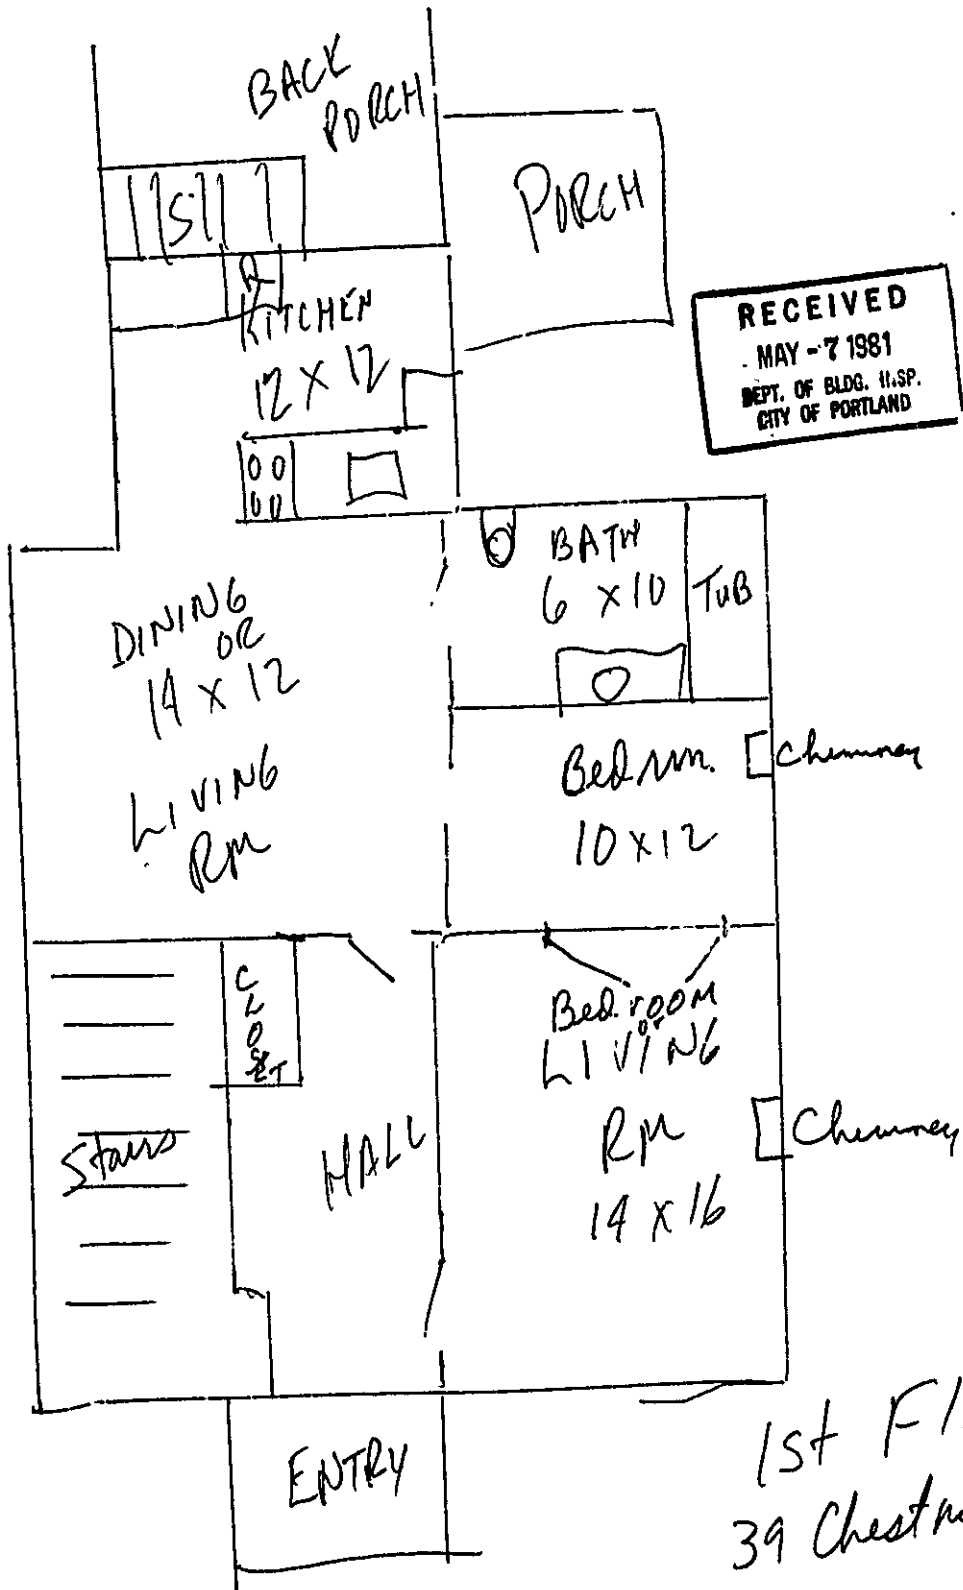 BACK
PORCH
PORCH
S
R
KITCHEN
12 X 12
RECEIVED
MAY - 7 1981
DEPT. OF BLDG. INSP.
CITY OF PORTLAND
BATH
6 X 10
TUB
DINING
OR
14 X 12
LIVING
RM
Bedrm.
10 X 12
Chimney
CLOSET
Bedroom
or
LIVING
RM
14 X 16
Chimney
Stairs
HALL
ENTRY
1st Fl
39 Chestn